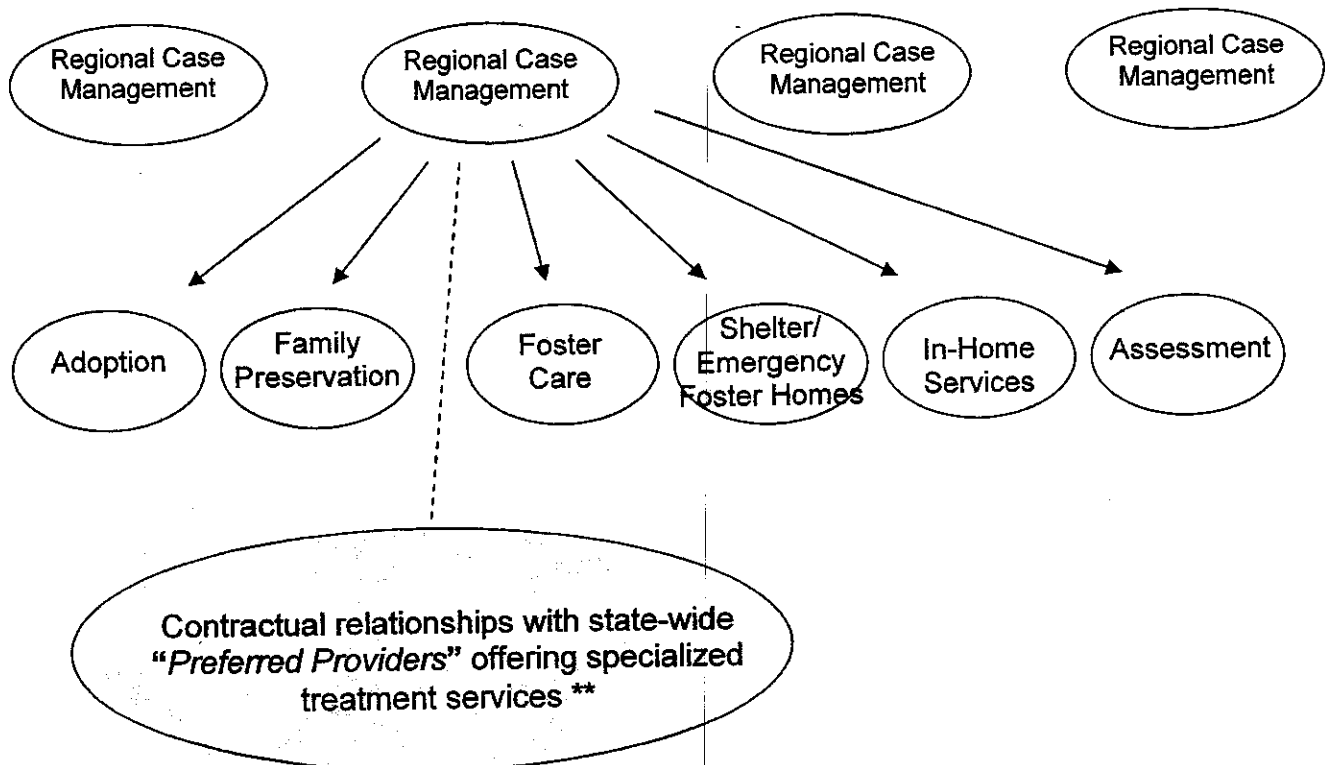 Regional Case
Management
Regional Case
Management
Regional Case
Management
Regional Case
Management
Adoption
Family
Preservation
Foster
Care
Shelter/
Emergency
Foster Homes
In-Home
Services
Assessment
Contractual relationships with state-wide
“Preferred Providers” offering specialized
treatment services **